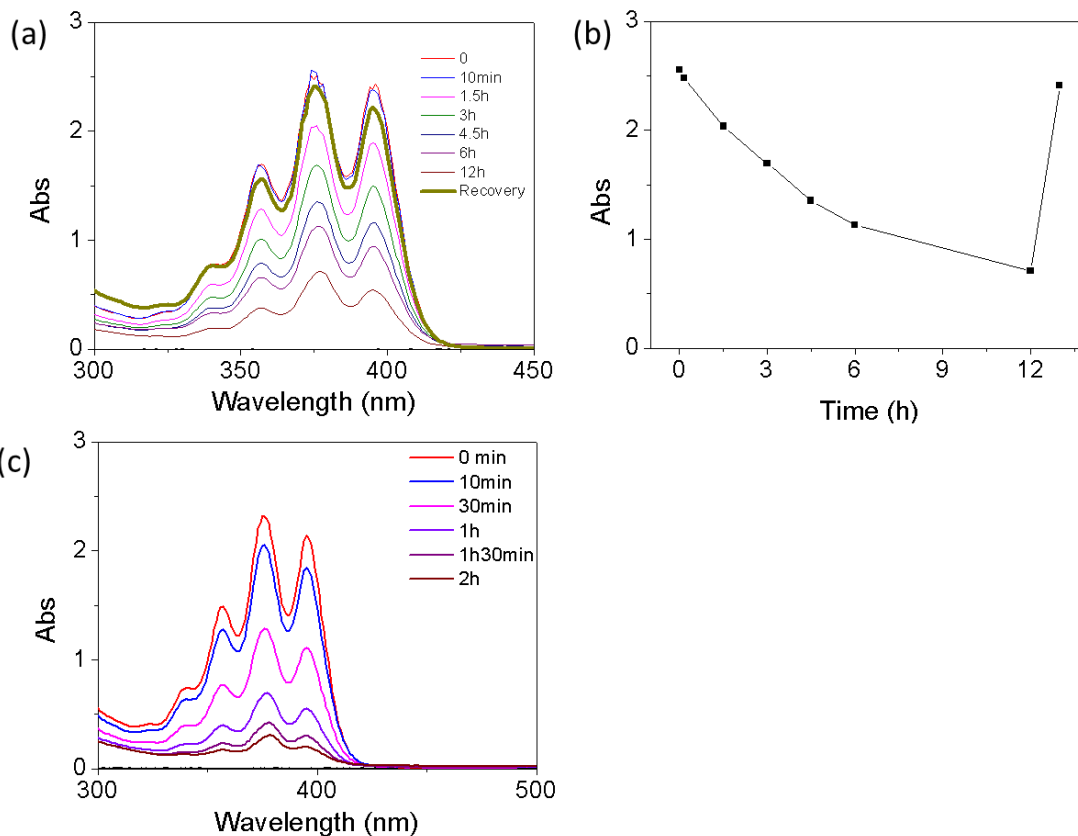 (a)
3
2
1
0
Abs
300
350
400
450
Wavelength (nm)
0
10min
1.5h
3h
4.5h
6h
12h
Recovery
(b)
3
2
1
0
Abs
0
3
6
9
12
Time (h)
(c)
3
2
1
0
Abs
300
400
500
Wavelength (nm)
0 min
10min
30min
1h
1h30min
2h